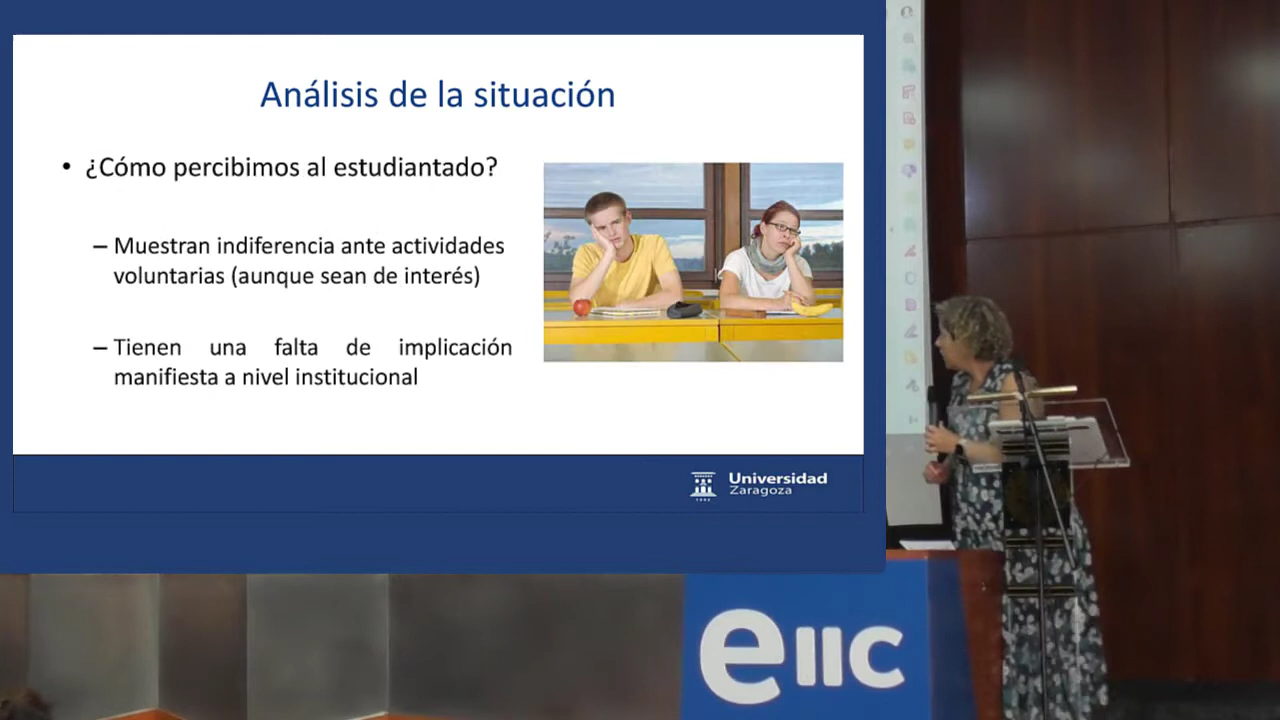 Análisis de la situación
• ¿Cómo percibimos al estudiantado?
– Muestran indiferencia ante actividades
voluntarias (aunque sean de interés)
– Tienen una falta de implicación
manifiesta a nivel institucional
Universidad
Zaragoza
eIIC